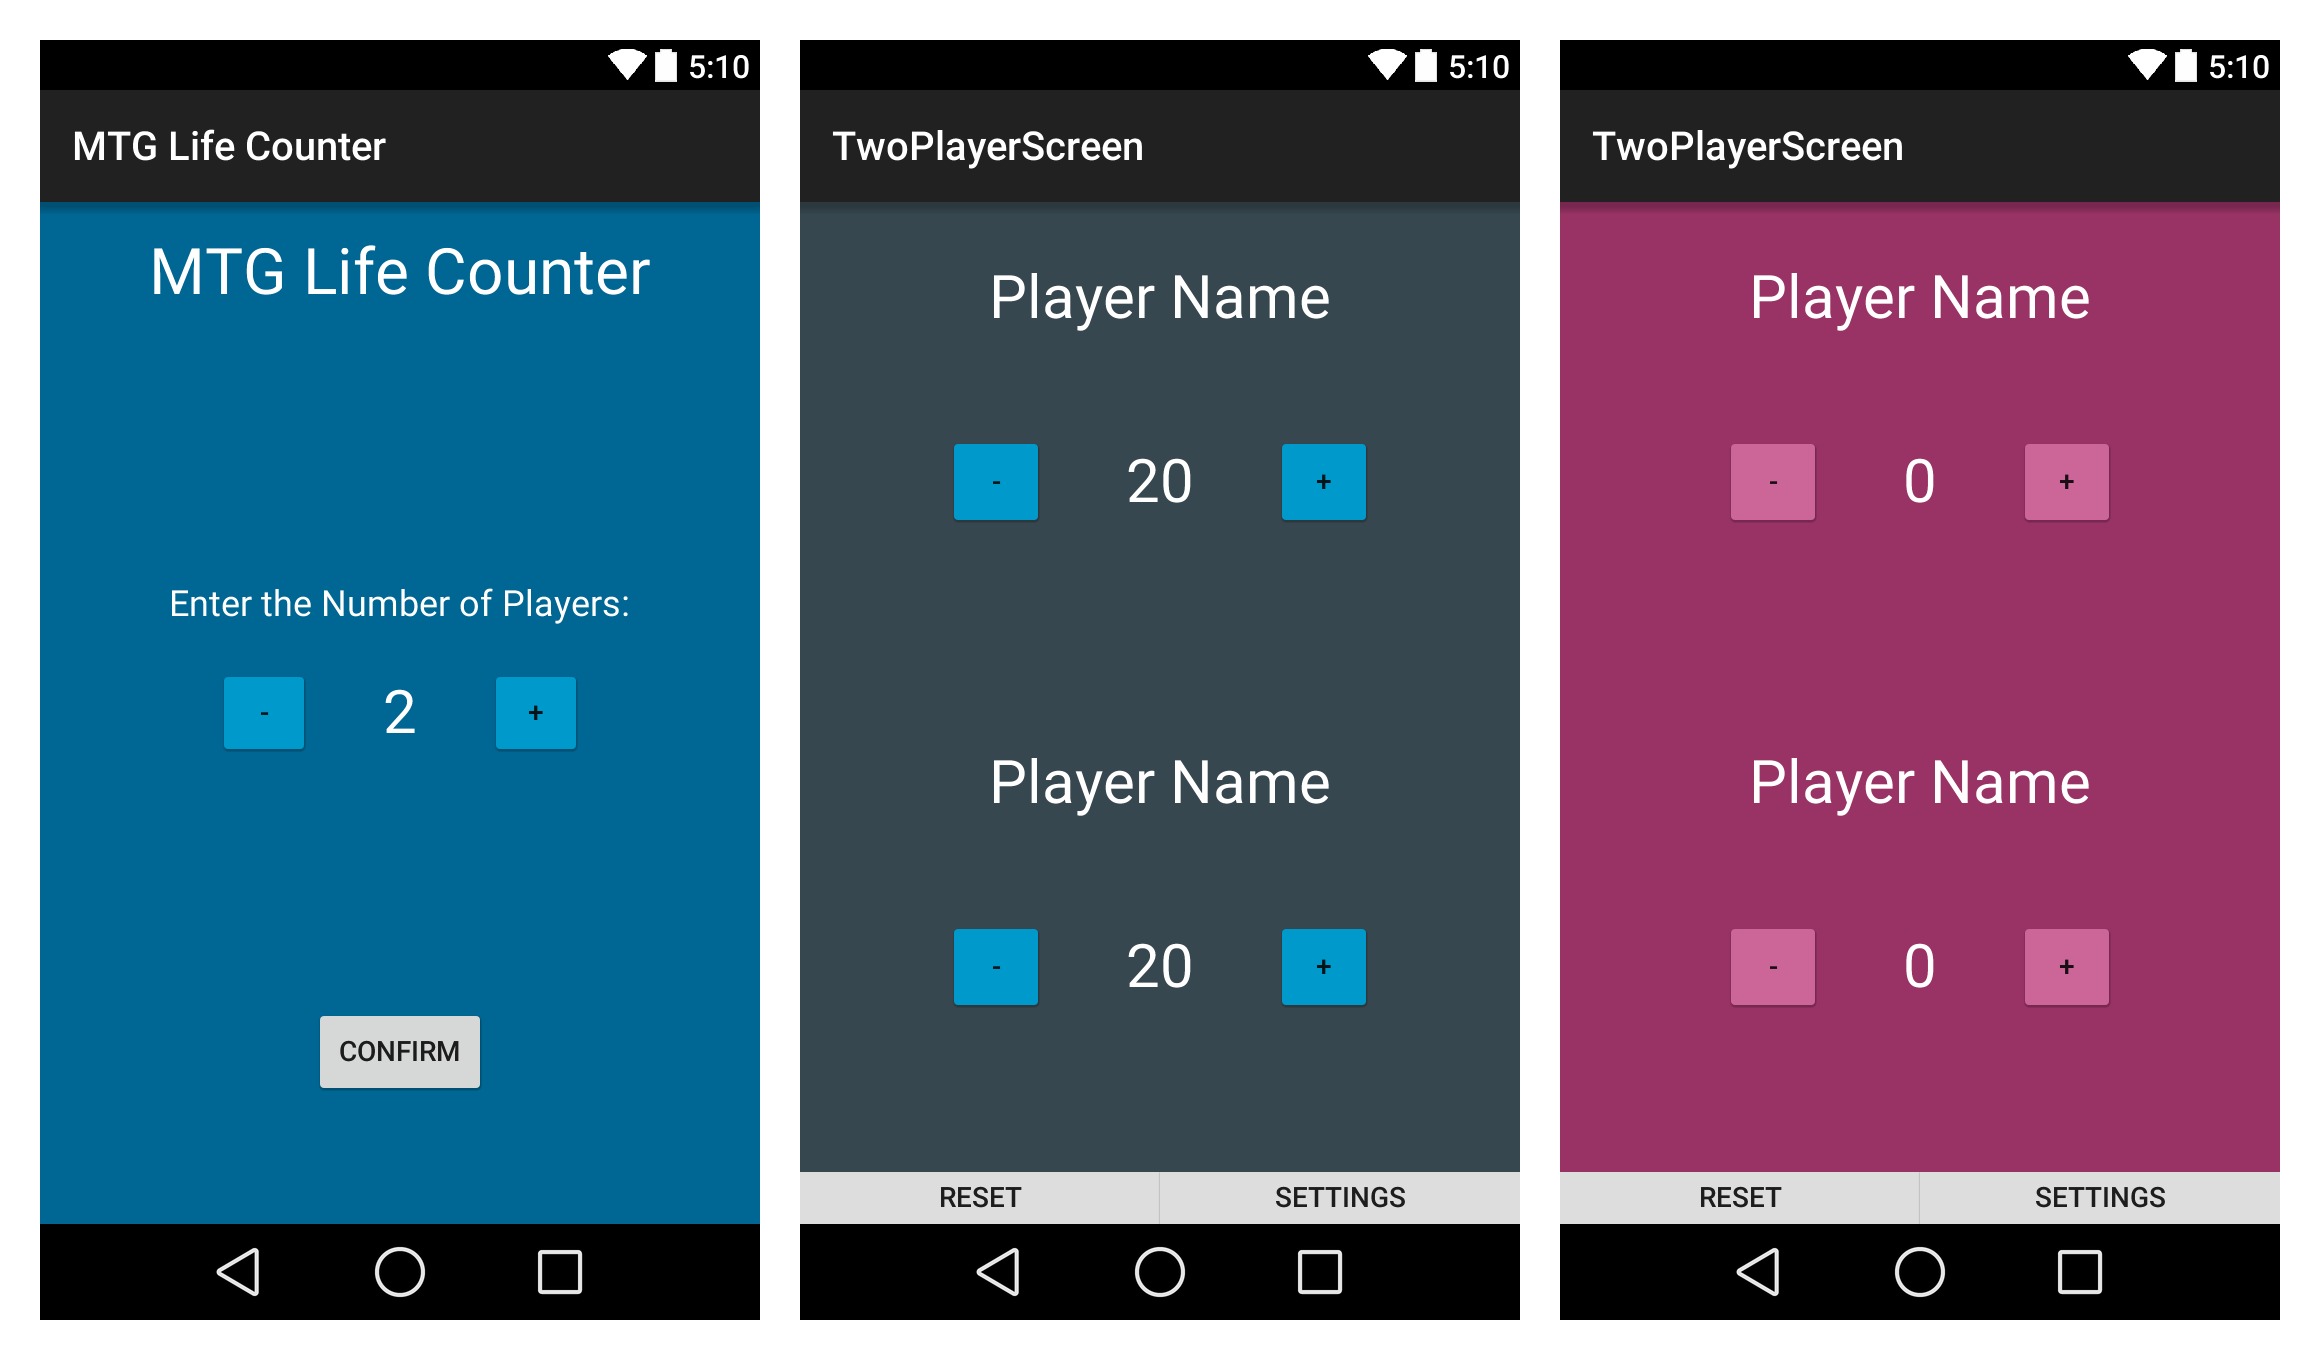 5:10
MTG Life Counter
MTG Life Counter
Enter the Number of Players:
- 2 +
CONFIRM
5:10
TwoPlayerScreen
Player Name
- 20 +
Player Name
- 20 +
RESET SETTINGS
5:10
TwoPlayerScreen
Player Name
- 0 +
Player Name
- 0 +
RESET SETTINGS